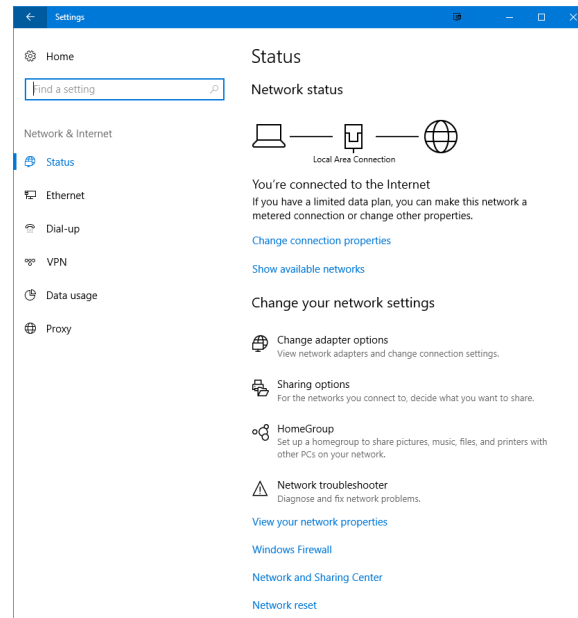 Settings
Home
Find a setting
Network & Internet
Status
Ethernet
Dial-up
VPN
Data usage
Proxy
Status
Network status
Local Area Connection
You're connected to the Internet
If you have a limited data plan, you can make this network a
metered connection or change other properties.
Change connection properties
Show available networks
Change your network settings
Change adapter options
View network adapters and change connection settings.
Sharing options
For the networks you connect to, decide what you want to share.
HomeGroup
Set up a homegroup to share pictures, music, files, and printers with
other PCs on your network.
Network troubleshooter
Diagnose and fix network problems.
View your network properties
Windows Firewall
Network and Sharing Center
Network reset